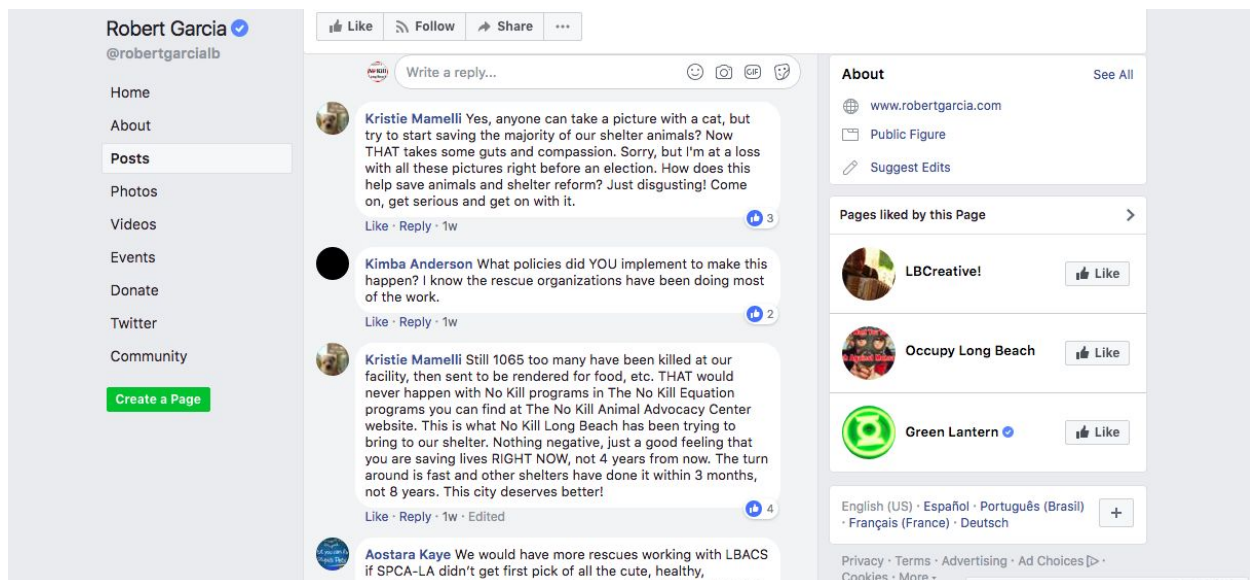 Robert Garcia
@robertgarcialb
Home
About
Posts
Photos
Videos
Events
Donate
Twitter
Community
Create a Page
Like
Follow
Share
Write a reply...
GIF
Kristie Mamelli Yes, anyone can take a picture with a cat, but
try to start saving the majority of our shelter animals? Now
THAT takes some guts and compassion. Sorry, but I'm at a loss
with all these pictures right before an election. How does this
help save animals and shelter reform? Just disgusting! Come
on, get serious and get on with it.
3
Like · Reply · 1w
Kimba Anderson What policies did YOU implement to make this
happen? I know the rescue organizations have been doing most
of the work.
2
Like · Reply · 1w
Kristie Mamelli Still 1065 too many have been killed at our
facility, then sent to be rendered for food, etc. THAT would
never happen with No Kill programs in The No Kill Equation
programs you can find at The No Kill Animal Advocacy Center
website. This is what No Kill Long Beach has been trying to
bring to our shelter. Nothing negative, just a good feeling that
you are saving lives RIGHT NOW, not 4 years from now. The turn
around is fast and other shelters have done it within 3 months,
not 8 years. This city deserves better!
4
Like · Reply · 1w · Edited
Aostara Kaye We would have more rescues working with LBACS
if SPCA-LA didn't get first pick of all the cute, healthy,
About
See All
www.robertgarcia.com
Public Figure
Suggest Edits
Pages liked by this Page
LBCreative!
Like
Occupy Long Beach
Like
Green Lantern
Like
English (US) · Español · Português (Brasil)
· Français (France) · Deutsch
Privacy · Terms · Advertising · Ad Choices ·
Cookies · More